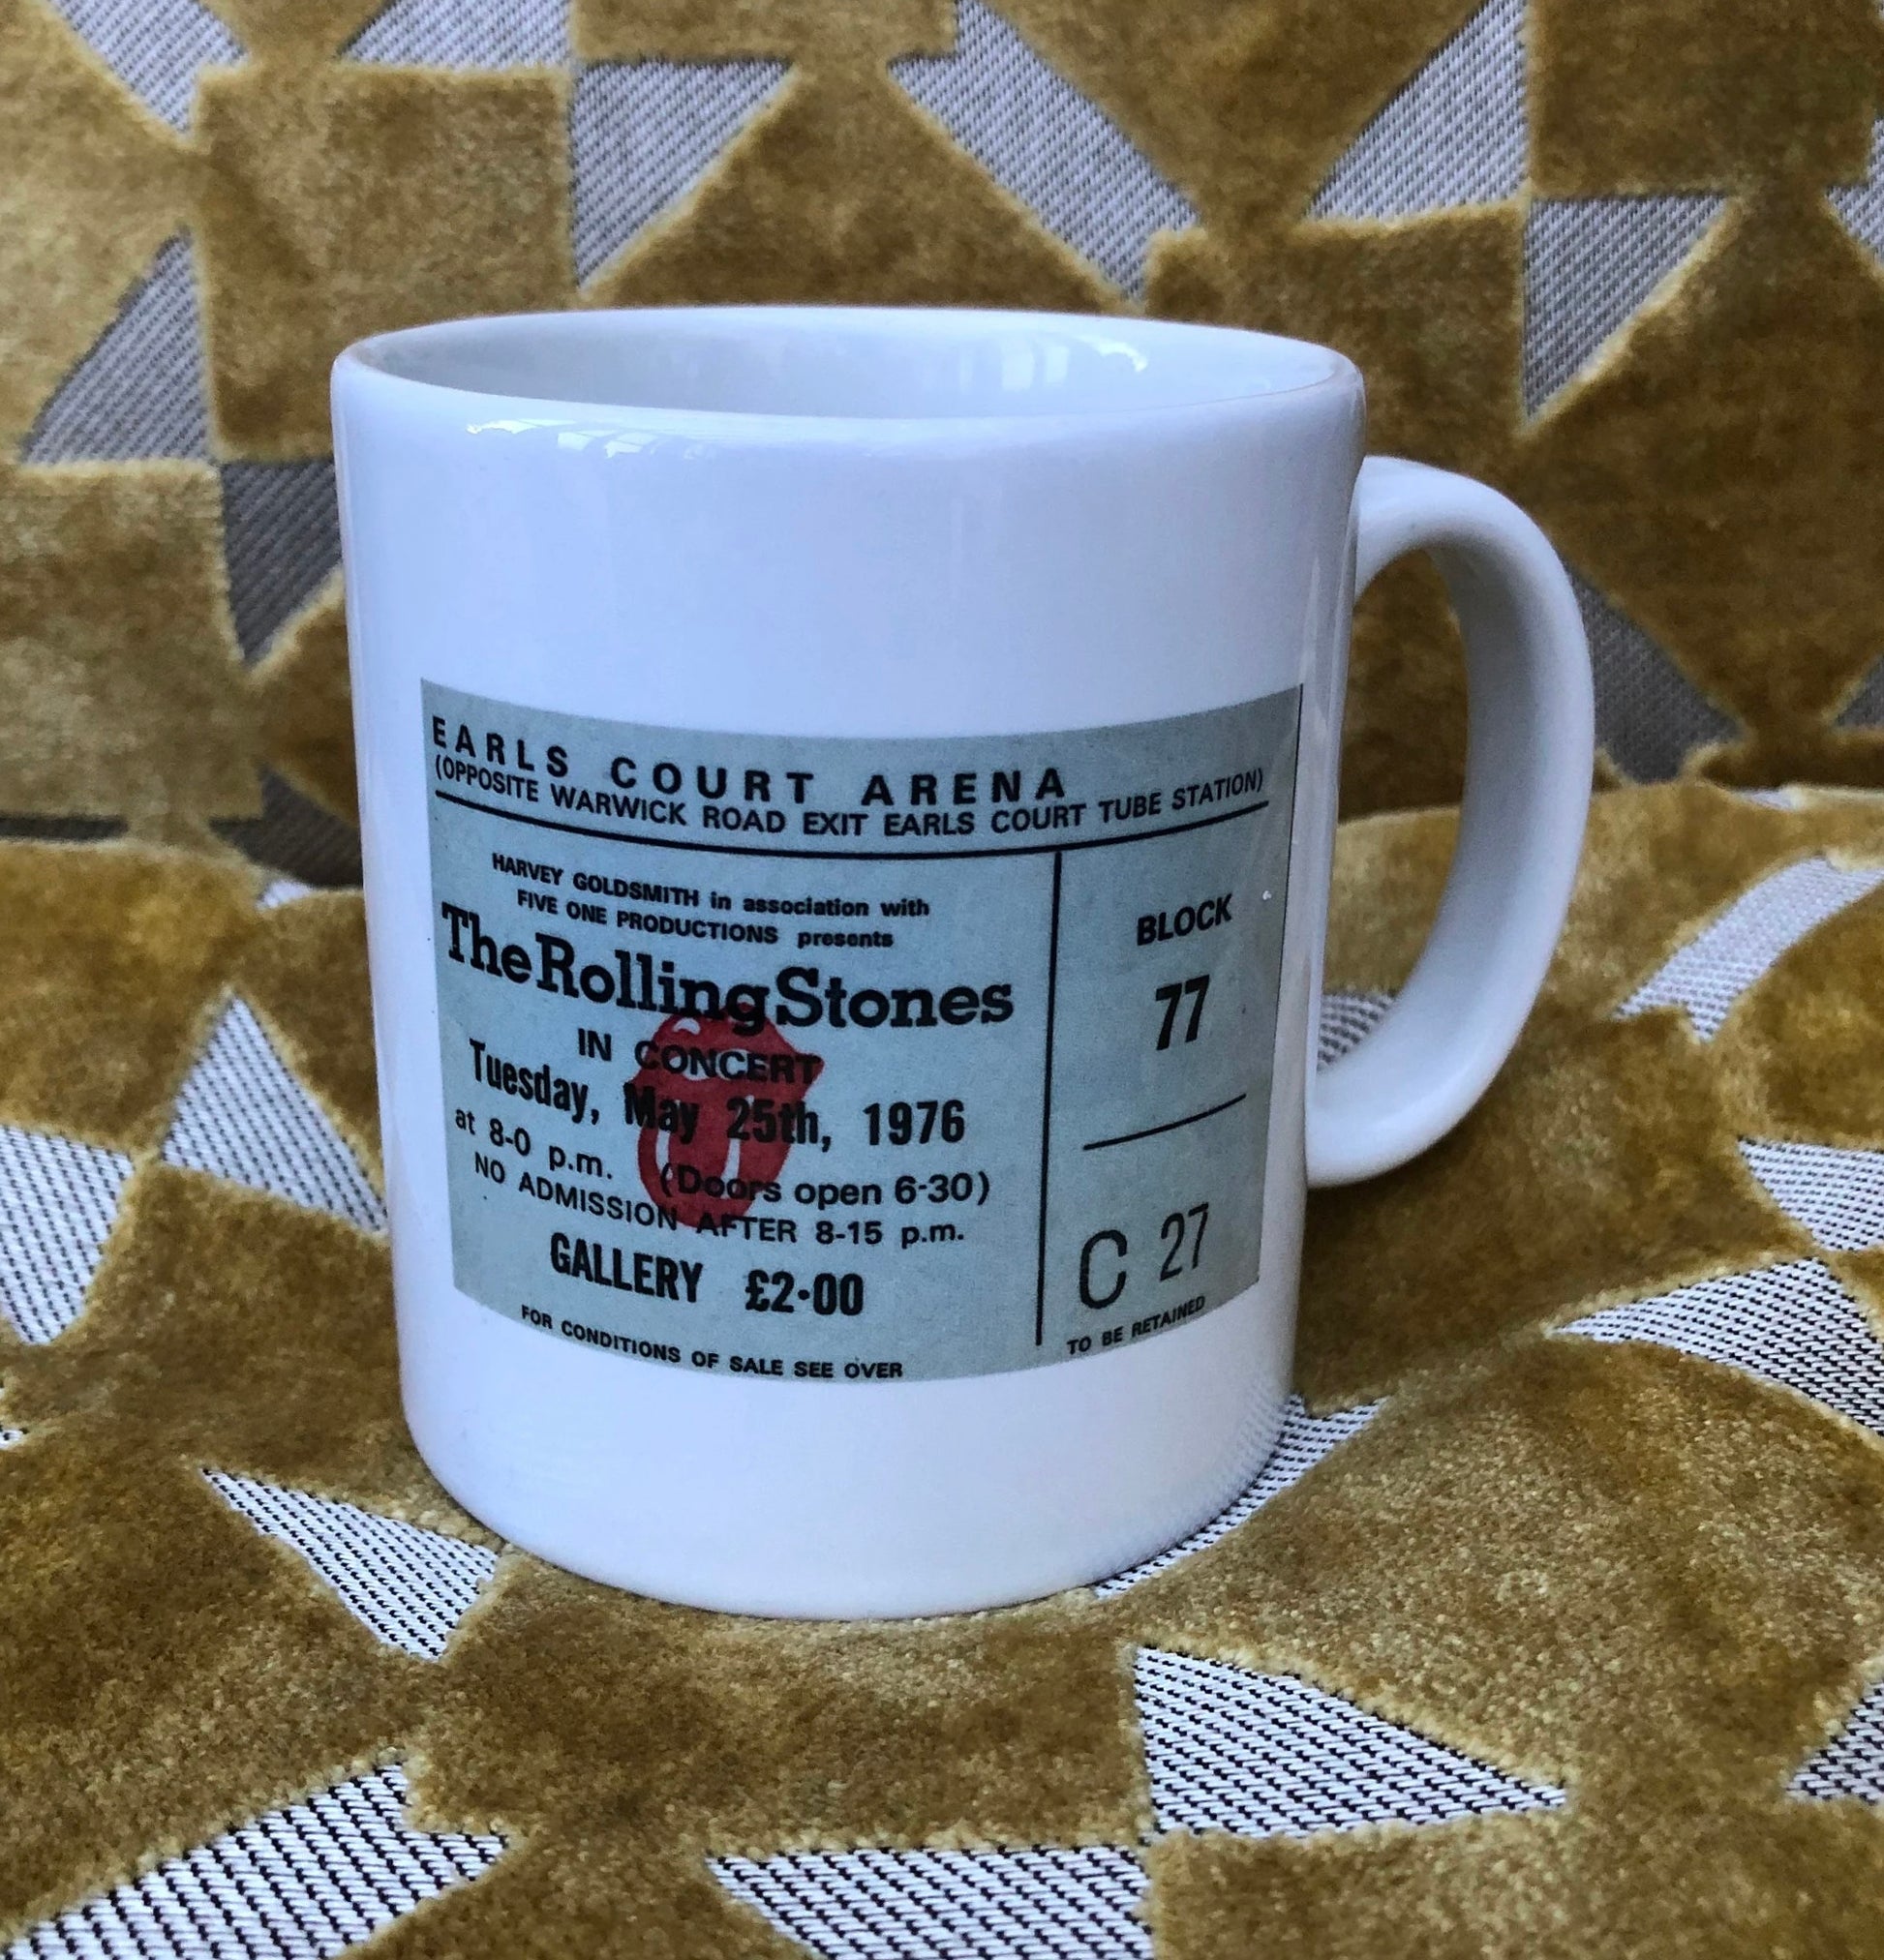 EARLS COURT ARENA
(OPPOSITE WARWICK ROAD EXIT EARLS COURT TUBE STATION)
HARVEY GOLDSMITH in association with
FIVE ONE PRODUCTIONS presents
The Rolling Stones
IN CONCERT
Tuesday, May 25th, 1976
at 8-0 p.m. (Doors open 6-30)
NO ADMISSION AFTER 8-15 p.m.
GALLERY £2·00
FOR CONDITIONS OF SALE SEE OVER
BLOCK
77
C 27
TO BE RETAINED